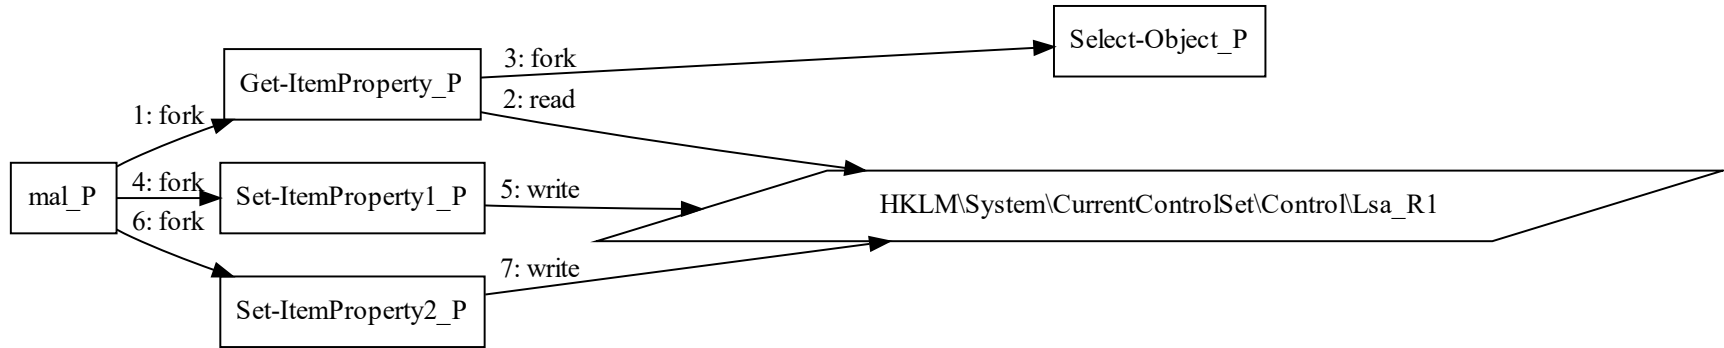 Select-Object_P
3: fork
Get-ItemProperty_P
2: read
1: fork
4: fork
mal_P
Set-ItemProperty1_P
5: write
HKLM\System\CurrentControlSet\Control\Lsa_R1
6: fork
7: write
Set-ItemProperty2_P